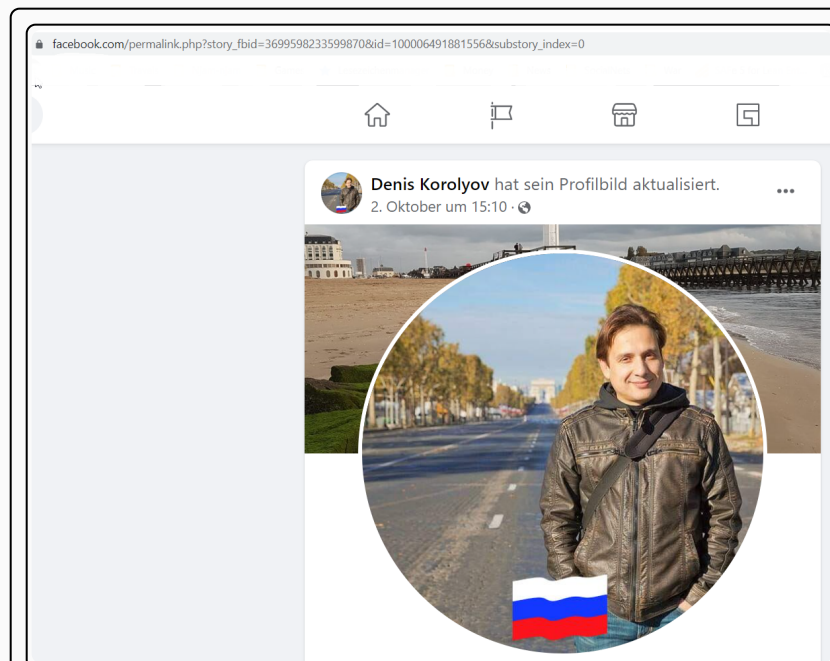 facebook.com/permalink.php?story_fbid=3699598233599870&id=100006491881556&substory_index=0
Denis Korolyov hat sein Profilbild aktualisiert.
2. Oktober um 15:10 ·